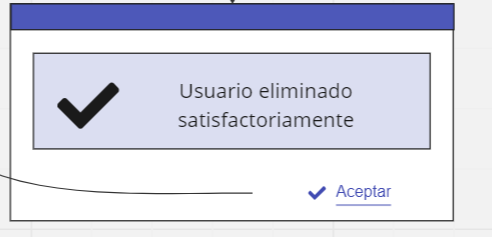 Usuario eliminado
satisfactoriamente
Aceptar